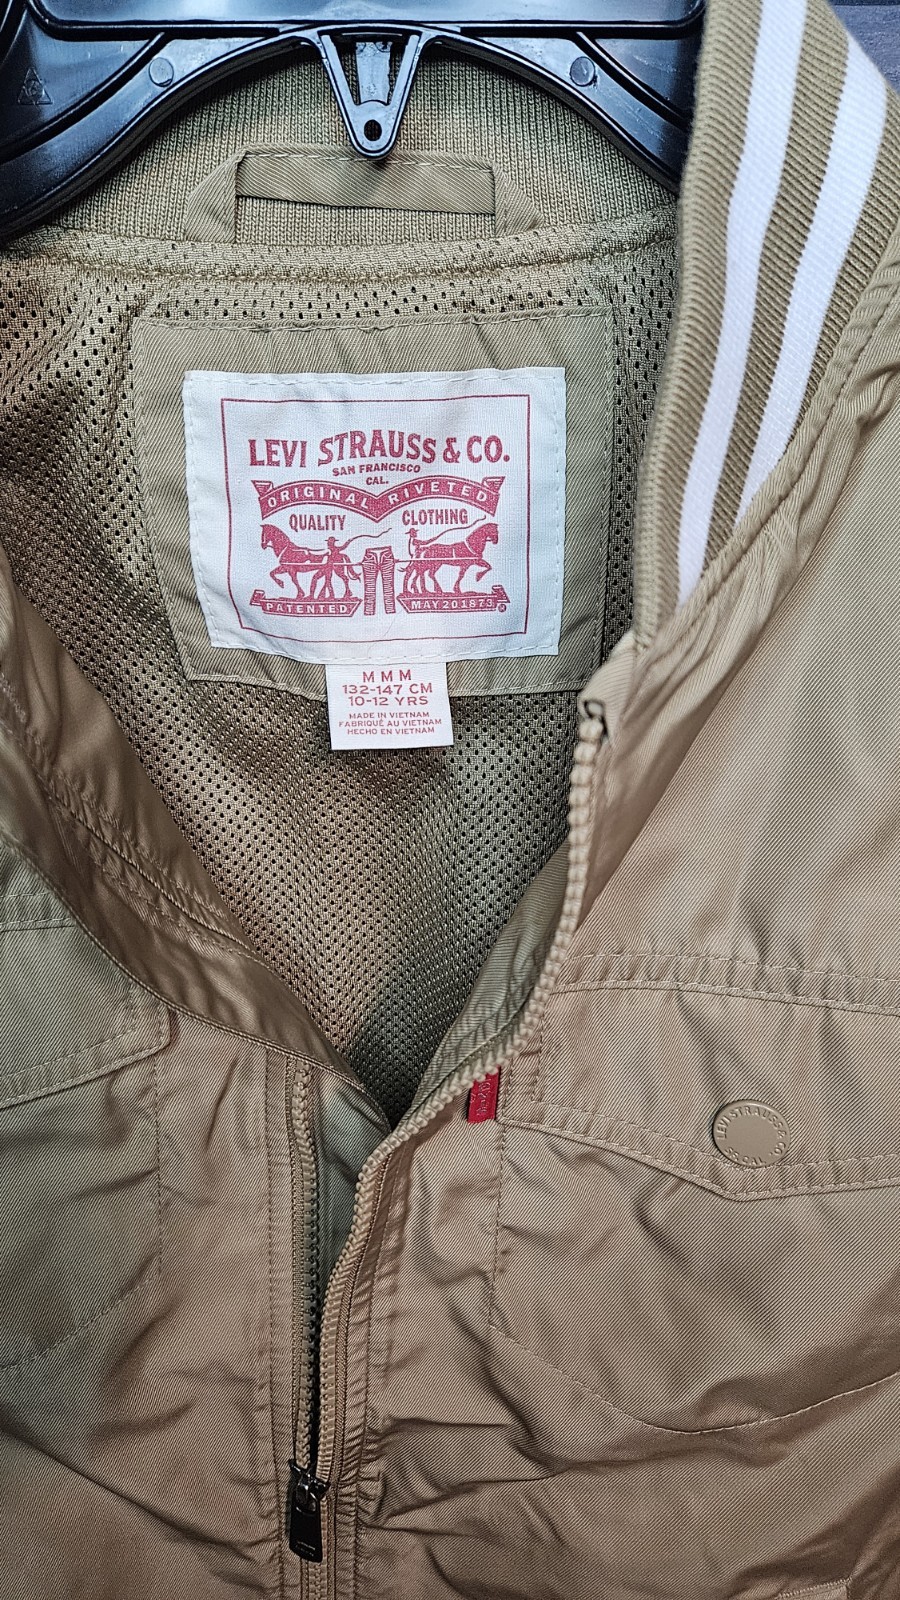 LEVI STRAUSS & CO.
SAN FRANCISCO
CAL.
ORIGINAL RIVETED
QUALITY CLOTHING
PATENTED MAY 20 1873
M M M
132-147 CM
10-12 YRS
MADE IN VIETNAM
FABRIQUÉ AU VIETNAM
HECHO EN VIETNAM
LEVI STRAUSS & CO